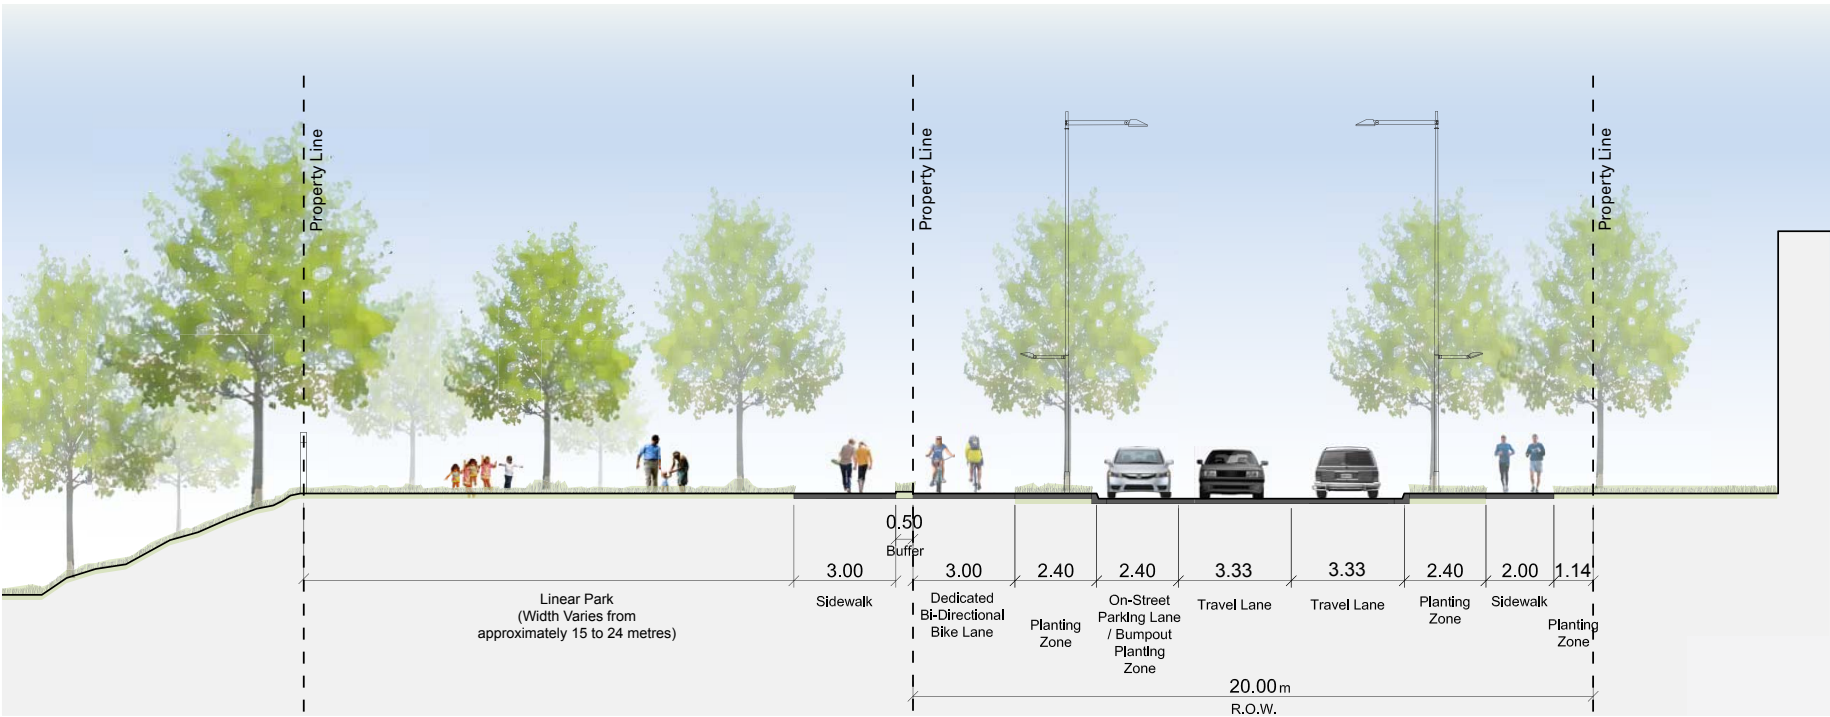 Property Line
Property Line
Property Line
0.50
Buffer
3.00
Sidewalk
Linear Park
(Width Varies from
approximately 15 to 24 metres)
3.00
Dedicated
Bi-Directional
Bike Lane
2.40
Planting
Zone
2.40
On-Street
Parking Lane
/ Bumpout
Planting
Zone
3.33
Travel Lane
3.33
Travel Lane
2.40
Planting
Zone
2.00
Sidewalk
1.14
Planting
Zone
20.00 m
R.O.W.